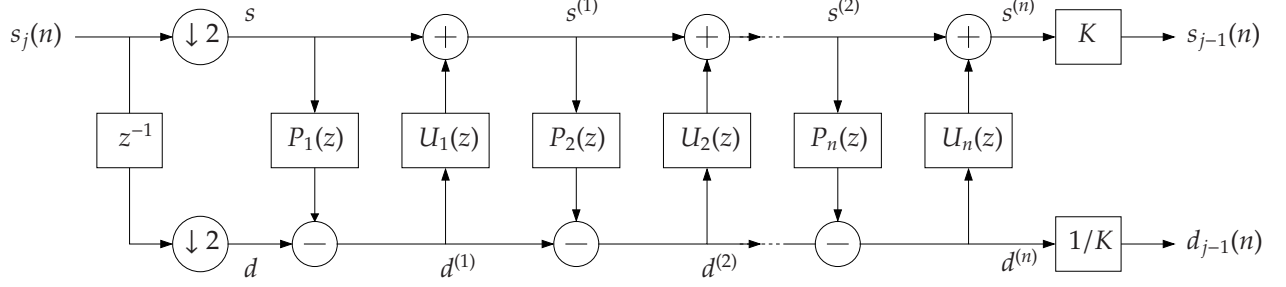 s_j(n) ↓2 s + s^{(1)} + s^{(2)} + s^{(n)} K s_{j−1}(n)
z^{−1} P_1(z) U_1(z) P_2(z) U_2(z) P_n(z) U_n(z)
↓2 d − d^{(1)} − d^{(2)} − d^{(n)} 1/K d_{j−1}(n)